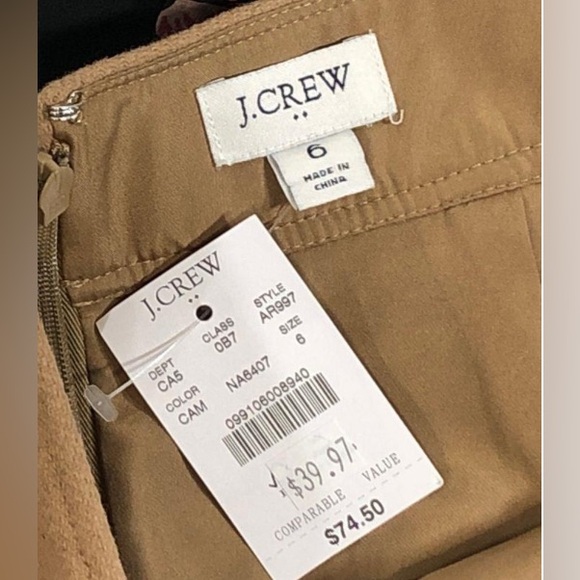 J.CREW
6
MADE IN
CHINA
J.CREW
DEPT CLASS STYLE
CA5 0B7 AR997
COLOR SIZE
CAM NA6407 6
099106008940
$39.97
COMPARABLE VALUE
$74.50